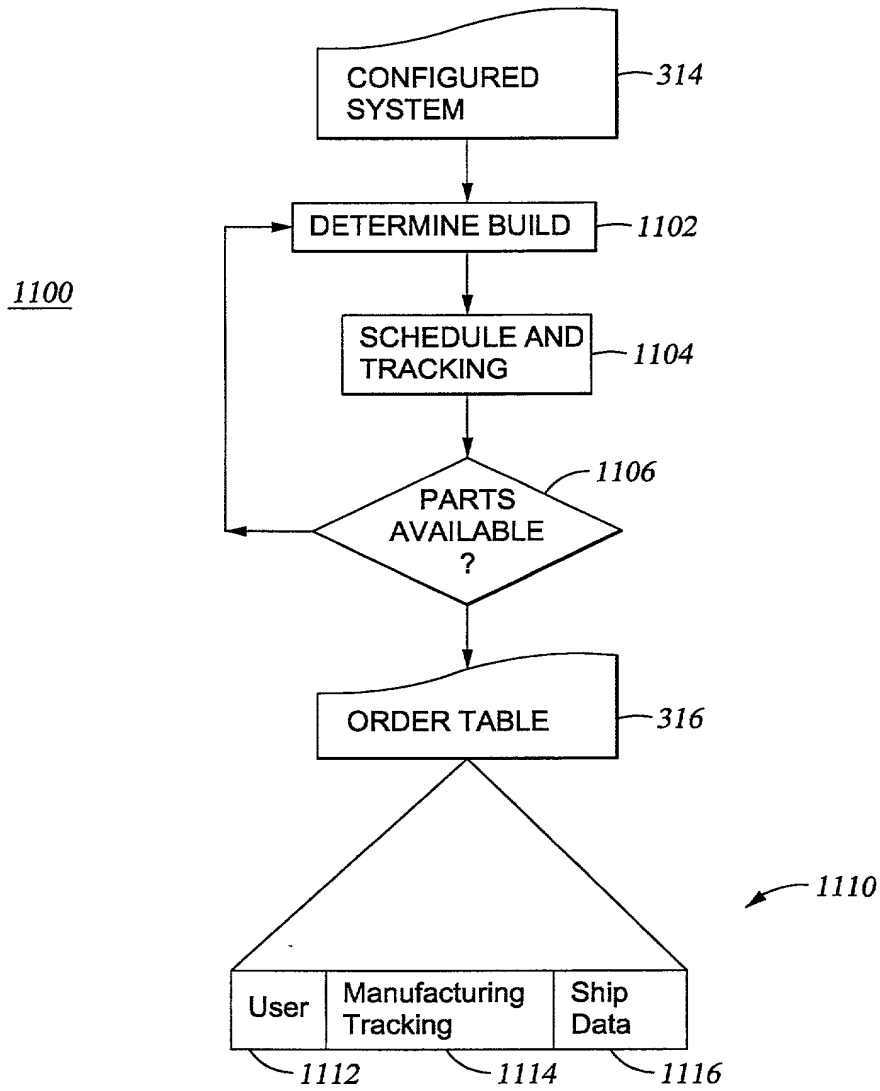 CONFIGURED
SYSTEM
314
DETERMINE BUILD
1102
1100
SCHEDULE AND
TRACKING
1104
1106
PARTS
AVAILABLE
?
ORDER TABLE
316
1110
User
Manufacturing
Tracking
Ship
Data
1112
1114
1116